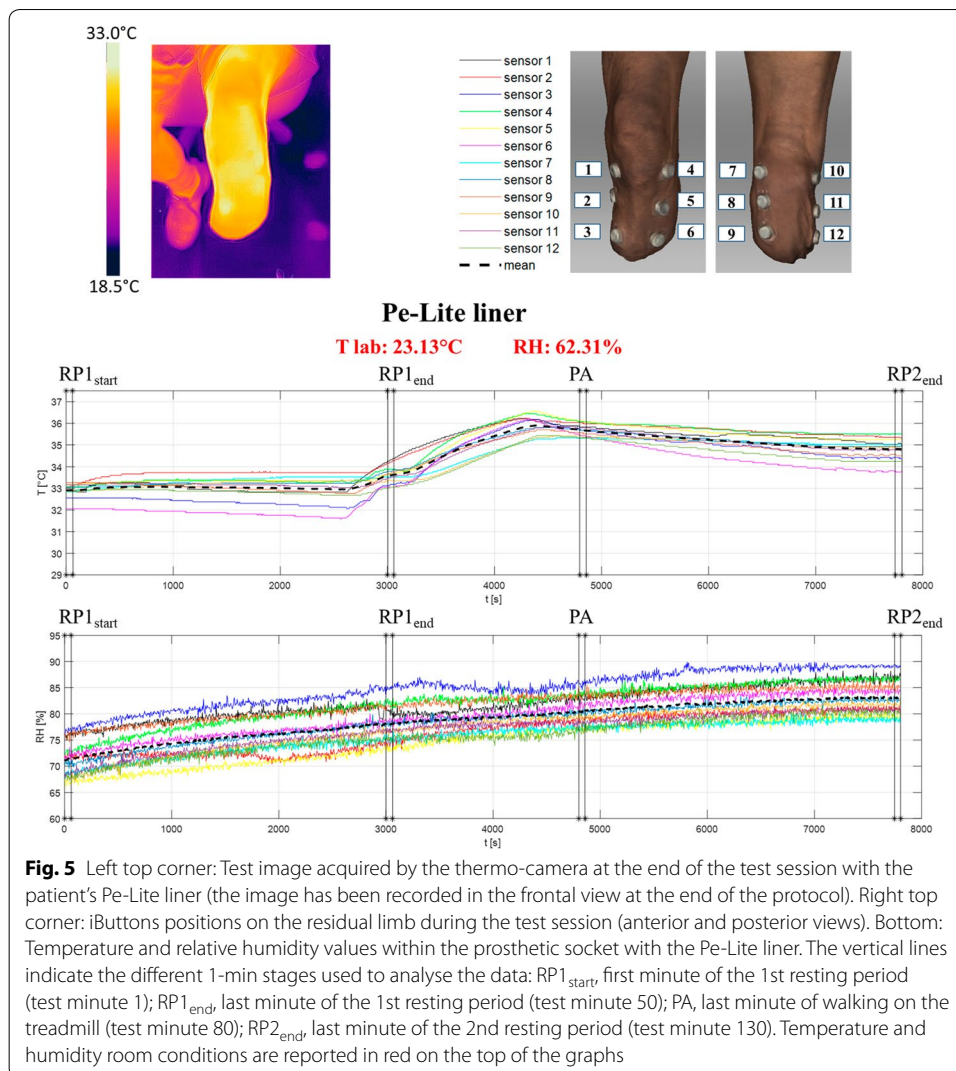 33.0°C
18.5°C
sensor 1
sensor 2
sensor 3
sensor 4
sensor 5
sensor 6
sensor 7
sensor 8
sensor 9
sensor 10
sensor 11
sensor 12
mean
1 4 7 10
2 5 8 11
3 6 9 12
Pe-Lite liner
T lab: 23.13°C RH: 62.31%
RP1start RP1end PA RP2end
37
36
35
34
33
32
31
30
29
T [°C]
0 1000 2000 3000 4000 5000 6000 7000 8000
t [s]
RP1start RP1end PA RP2end
95
90
85
80
75
70
65
60
RH [%]
0 1000 2000 3000 4000 5000 6000 7000 8000
t [s]
Fig. 5 Left top corner: Test image acquired by the thermo-camera at the end of the test session with the
patient's Pe-Lite liner (the image has been recorded in the frontal view at the end of the protocol). Right top
corner: iButtons positions on the residual limb during the test session (anterior and posterior views). Bottom:
Temperature and relative humidity values within the prosthetic socket with the Pe-Lite liner. The vertical lines
indicate the different 1-min stages used to analyse the data: RP1start, first minute of the 1st resting period
(test minute 1); RP1end, last minute of the 1st resting period (test minute 50); PA, last minute of walking on the
treadmill (test minute 80); RP2end, last minute of the 2nd resting period (test minute 130). Temperature and
humidity room conditions are reported in red on the top of the graphs